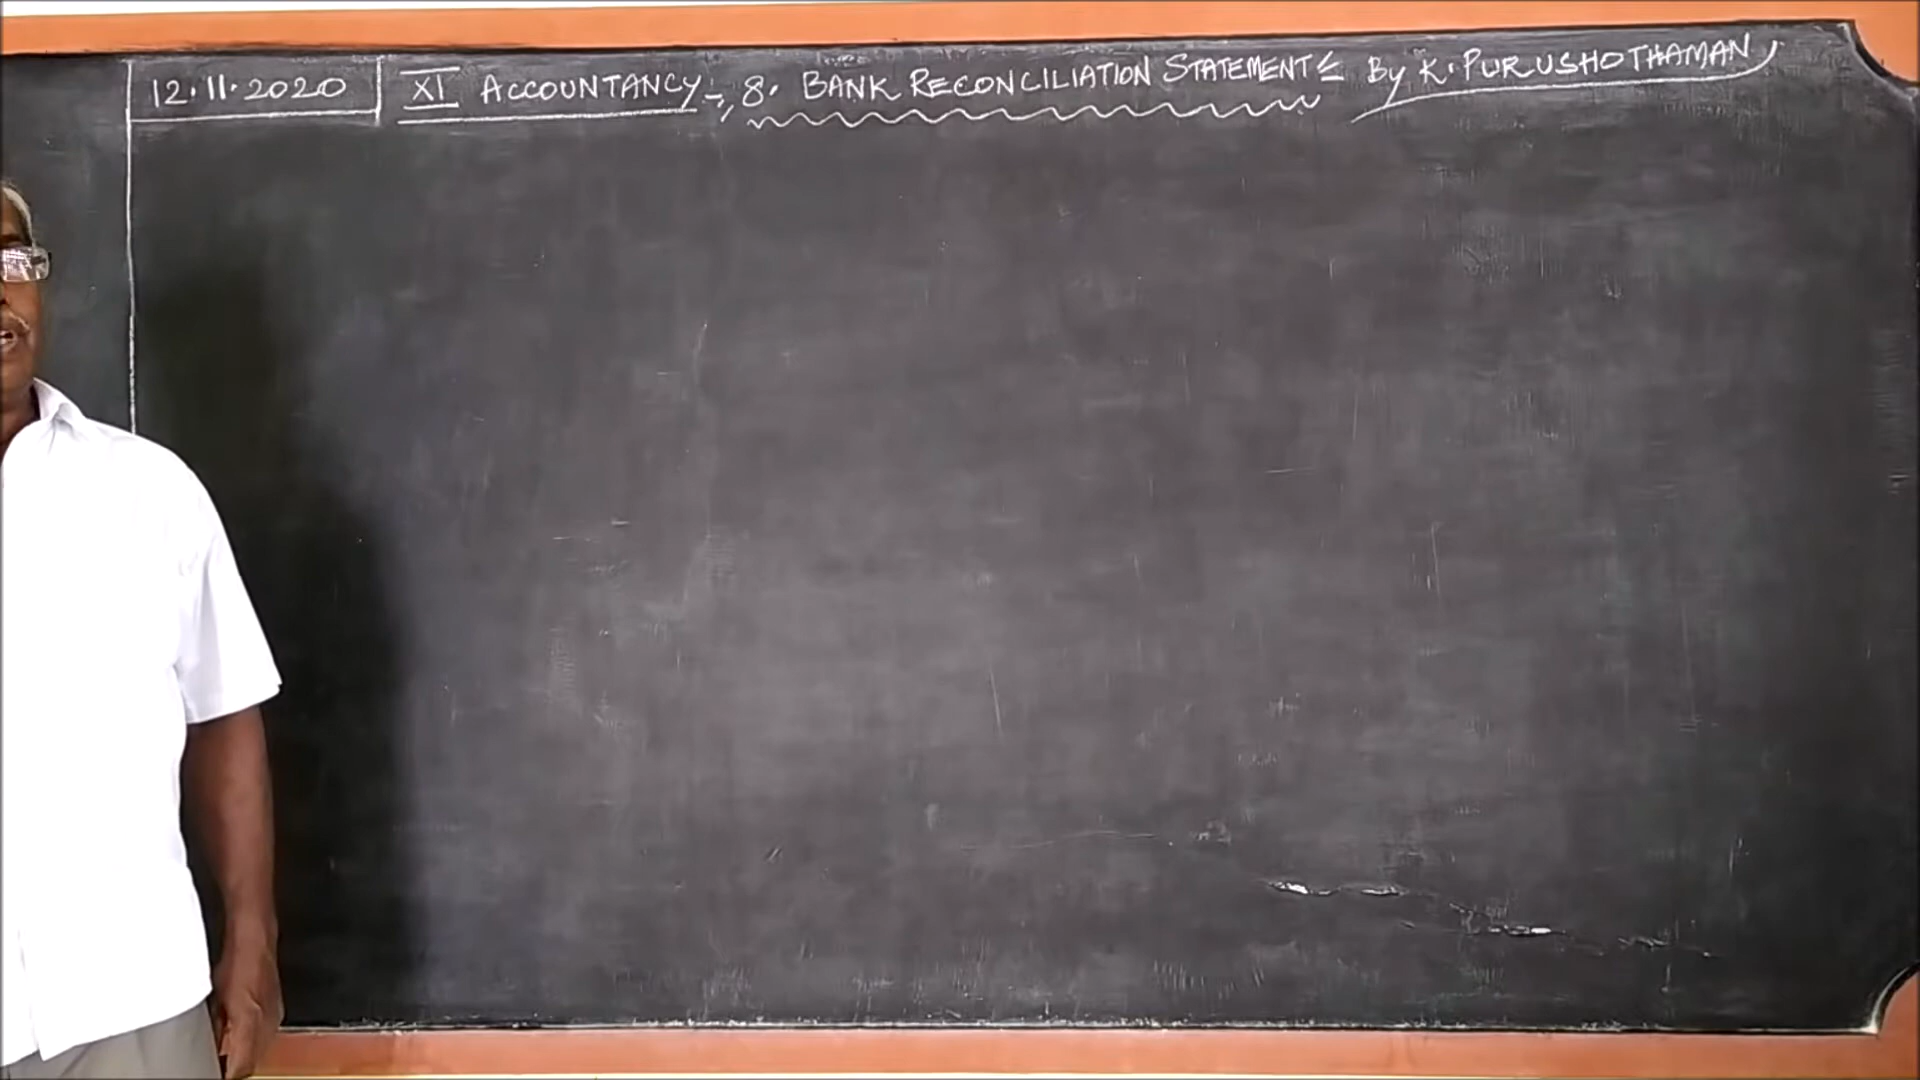 12.11.2020 XI ACCOUNTANCY:- 8. BANK RECONCILIATION STATEMENT:- By K. PURUSHOTHAMAN